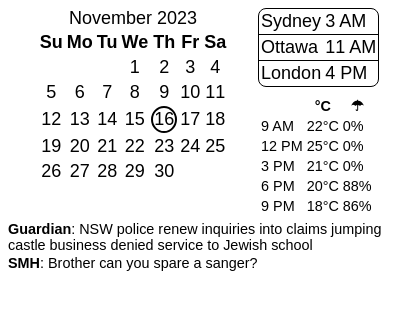 November 2023
Su Mo Tu We Th Fr Sa
1 2 3 4
5 6 7 8 9 10 11
12 13 14 15 16 17 18
19 20 21 22 23 24 25
26 27 28 29 30
Sydney 3 AM
Ottawa 11 AM
London 4 PM
°C ☂
9 AM 22°C 0%
12 PM 25°C 0%
3 PM 21°C 0%
6 PM 20°C 88%
9 PM 18°C 86%
Guardian: NSW police renew inquiries into claims jumping
castle business denied service to Jewish school
SMH: Brother can you spare a sanger?